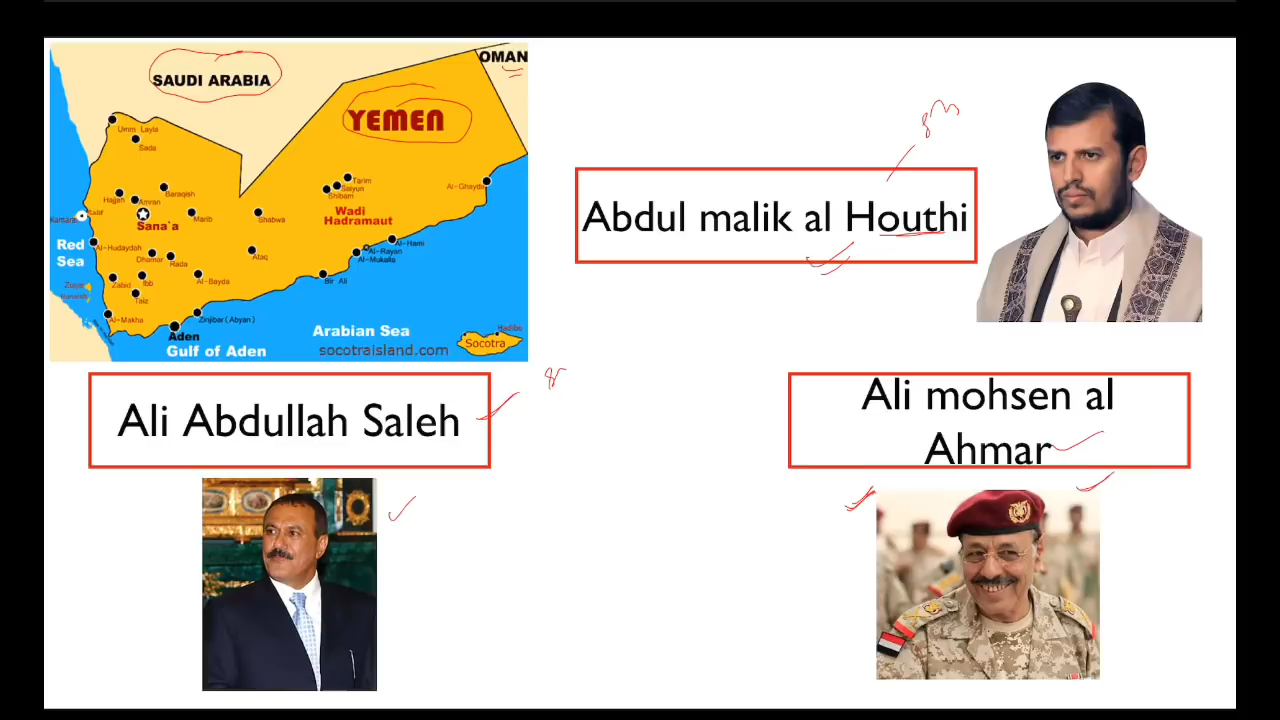 SAUDI ARABIA
OMAN
YEMEN
Umm Layla
Sada
Baraqish
Hajjah
Amran
Sana'a
Marib
Shabwa
Tarim
Saiyun
Shibam
Wadi
Hadramaut
Al-Ghayda
Salif
Red
Sea
Al-Hudaydoh
Dhamar
Rada
Ataq
Al-Hami
Al-Rayan
Al-Mukalla
Zabid
Ibb
Al-Bayda
Bir Ali
Taiz
Al-Makha
Zinjibar (Abyan)
Aden
Gulf of Aden
Arabian Sea
socotraisland.com
Hadibo
Socotra
Abdul malik al Houthi
Ali Abdullah Saleh
Ali mohsen al
Ahmar